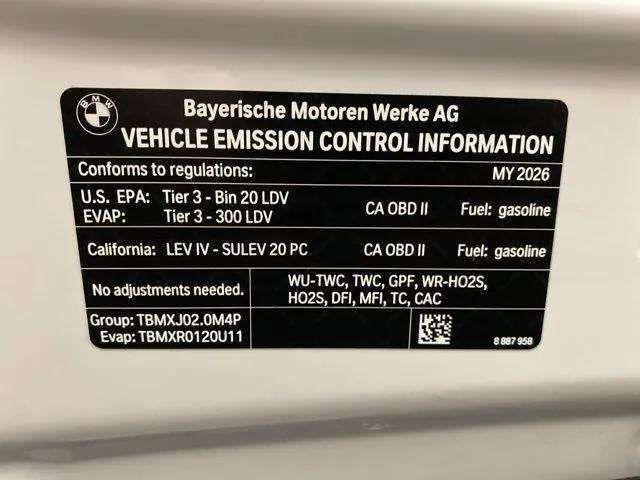 BMW
Bayerische Motoren Werke AG
VEHICLE EMISSION CONTROL INFORMATION
Conforms to regulations: MY 2026
U.S. EPA: Tier 3 - Bin 20 LDV CA OBD II Fuel: gasoline
EVAP: Tier 3 - 300 LDV
California: LEV IV - SULEV 20 PC CA OBD II Fuel: gasoline
No adjustments needed.
WU-TWC, TWC, GPF, WR-HO2S,
HO2S, DFI, MFI, TC, CAC
Group: TBMXJ02.0M4P
Evap: TBMXR0120U11
8 887 958